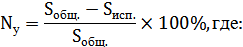 Nу = (Sобщ. − Sисп.) / Sобщ. × 100%, где: